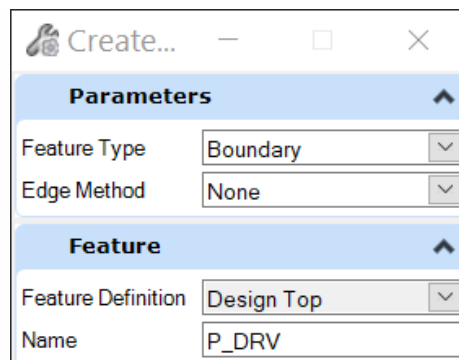 Create...
Parameters
Feature Type Boundary
Edge Method None
Feature
Feature Definition Design Top
Name P_DRV